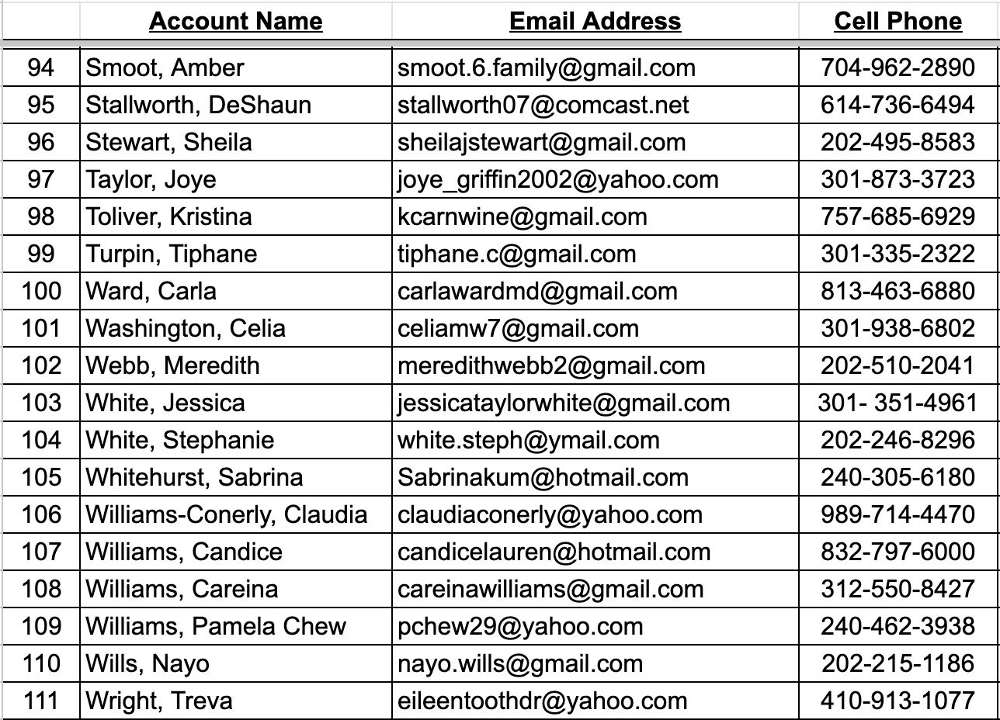 Account Name Email Address Cell Phone
94 Smoot, Amber smoot.6.family@gmail.com 704-962-2890
95 Stallworth, DeShaun stallworth07@comcast.net 614-736-6494
96 Stewart, Sheila sheilajstewart@gmail.com 202-495-8583
97 Taylor, Joye joye_griffin2002@yahoo.com 301-873-3723
98 Toliver, Kristina kcarnwine@gmail.com 757-685-6929
99 Turpin, Tiphane tiphane.c@gmail.com 301-335-2322
100 Ward, Carla carlawardmd@gmail.com 813-463-6880
101 Washington, Celia celiamw7@gmail.com 301-938-6802
102 Webb, Meredith meredithwebb2@gmail.com 202-510-2041
103 White, Jessica jessicataylorwhite@gmail.com 301- 351-4961
104 White, Stephanie white.steph@ymail.com 202-246-8296
105 Whitehurst, Sabrina Sabrinakum@hotmail.com 240-305-6180
106 Williams-Conerly, Claudia claudiaconerly@yahoo.com 989-714-4470
107 Williams, Candice candicelauren@hotmail.com 832-797-6000
108 Williams, Careina careinawilliams@gmail.com 312-550-8427
109 Williams, Pamela Chew pchew29@yahoo.com 240-462-3938
110 Wills, Nayo nayo.wills@gmail.com 202-215-1186
111 Wright, Treva eileentoothdr@yahoo.com 410-913-1077